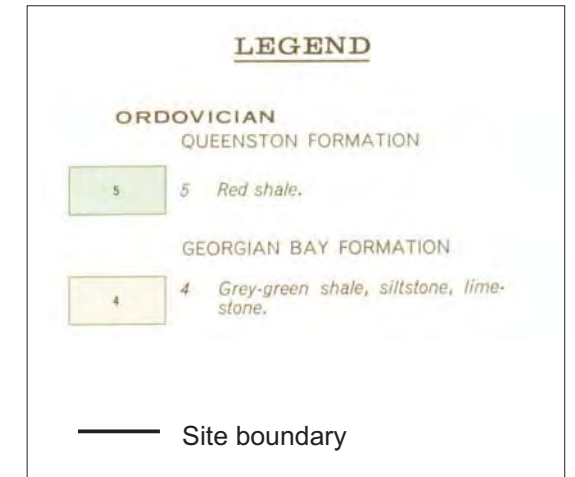 LEGEND
ORDOVICIAN
QUEENSTON FORMATION
5 5 Red shale.
GEORGIAN BAY FORMATION
4 4 Grey-green shale, siltstone, lime-
stone.
Site boundary